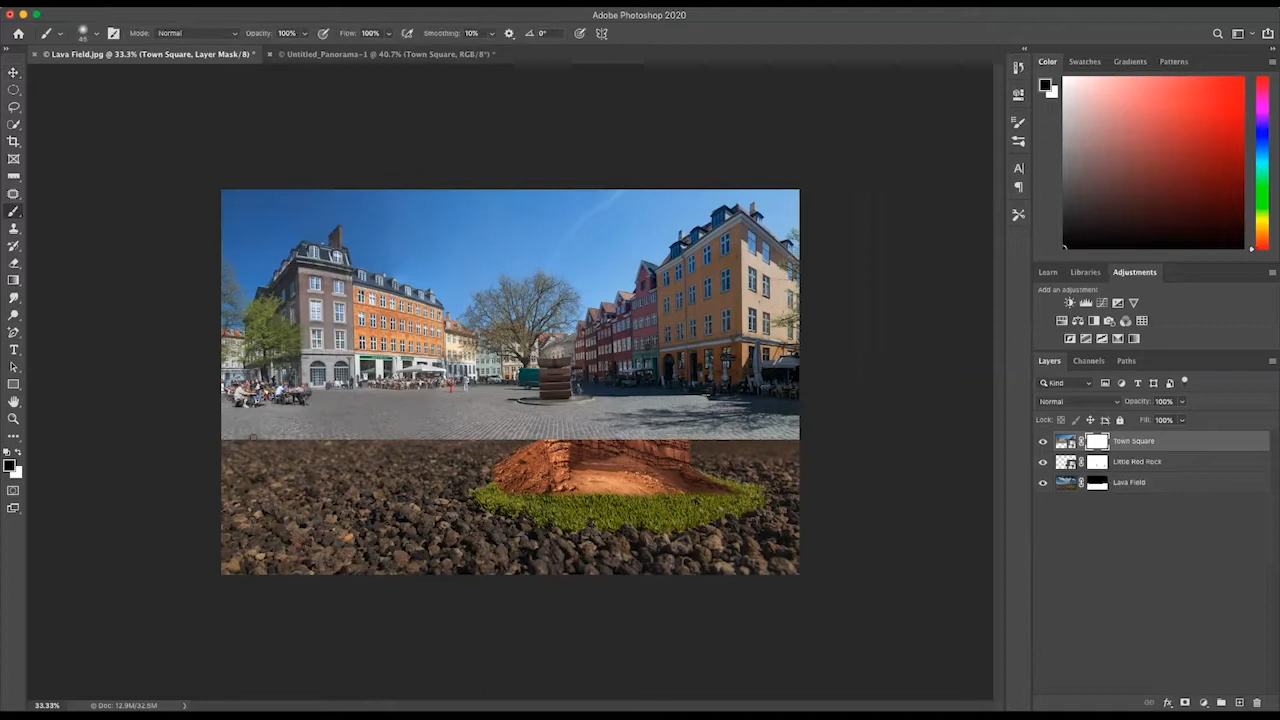 Adobe Photoshop 2020
45 Mode: Normal Opacity: 100% Flow: 100% Smoothing: 10% 0°
Lava Field.jpg @ 33.3% (Town Square, Layer Mask/8) * Untitled_Panorama-1 @ 40.7% (Town Square, RGB/8*) *
Color Swatches Gradients Patterns
Learn Libraries Adjustments
Add an adjustment
Layers Channels Paths
Kind
Normal Opacity: 100%
Lock: Fill: 100%
Town Square
Little Red Rock
Lava Field
33.33% Doc: 12.9M/32.5M